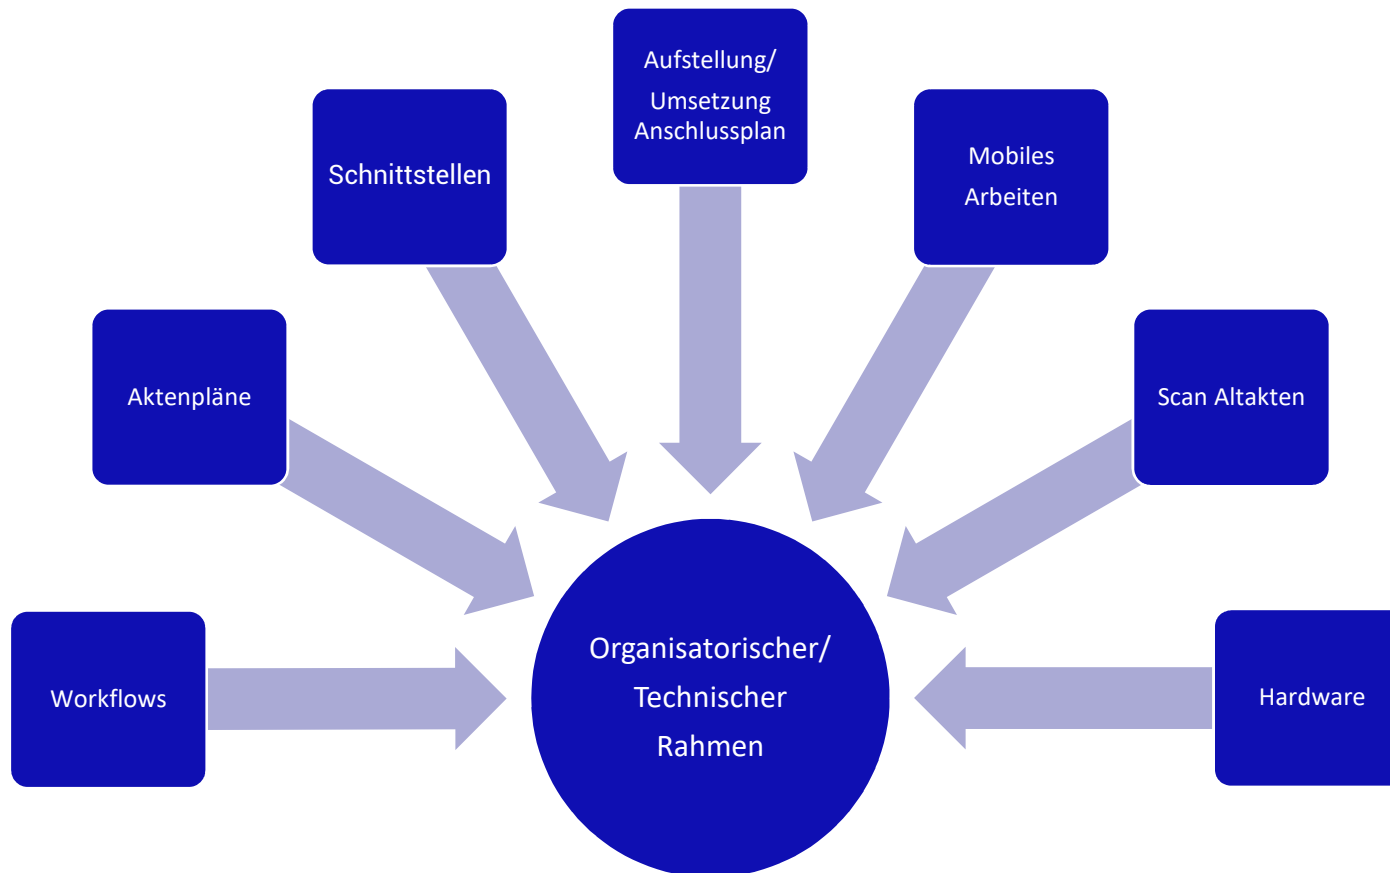 Aufstellung/
Umsetzung
Anschlussplan
Schnittstellen
Mobiles
Arbeiten
Aktenpläne
Scan Altakten
Workflows
Organisatorischer/
Technischer
Rahmen
Hardware